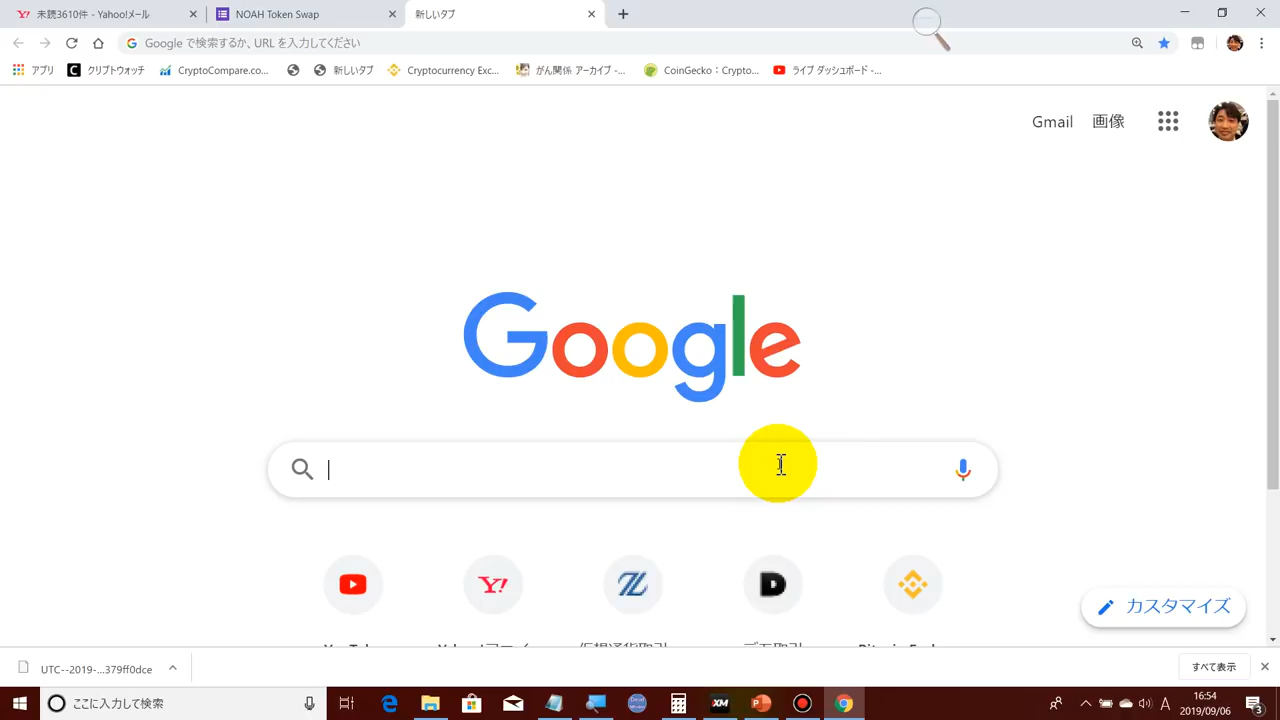 未読3610件 - Yahoo!メール
NOAH Token Swap
新しいタブ
Google で検索するか、URL を入力してください
アプリ
クリプトウォッチ
CryptoCompare.co...
新しいタブ
Cryptocurrency Exc...
がん関係 アーカイブ -...
CoinGecko：Crypto...
ライブ ダッシュボード -...
Gmail
画像
Google
カスタマイズ
UTC--2019-...379ff0dce
すべて表示
ここに入力して検索
XM
A
16:54
2019/09/06
3